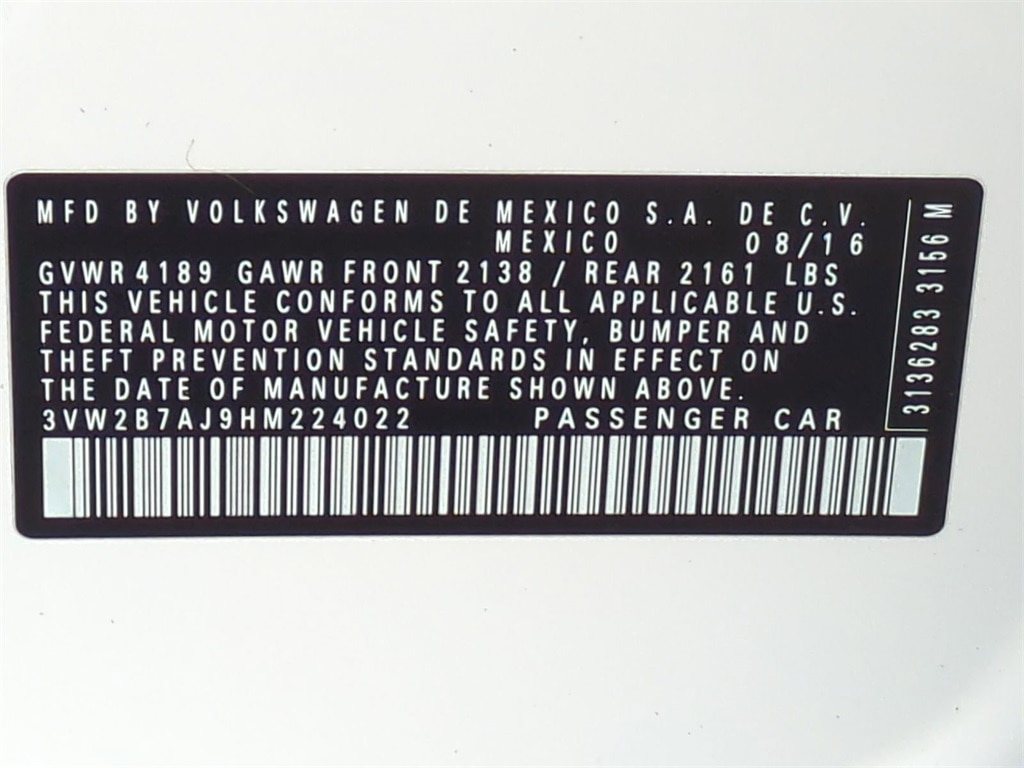 MFD BY VOLKSWAGEN DE MEXICO S.A. DE C.V.
MEXICO 08/16
GVWR 4189 GAWR FRONT 2138 / REAR 2161 LBS
THIS VEHICLE CONFORMS TO ALL APPLICABLE U.S.
FEDERAL MOTOR VEHICLE SAFETY, BUMPER AND
THEFT PREVENTION STANDARDS IN EFFECT ON
THE DATE OF MANUFACTURE SHOWN ABOVE.
3VW2B7AJ9HM224022 PASSENGER CAR
3136283 3156 M